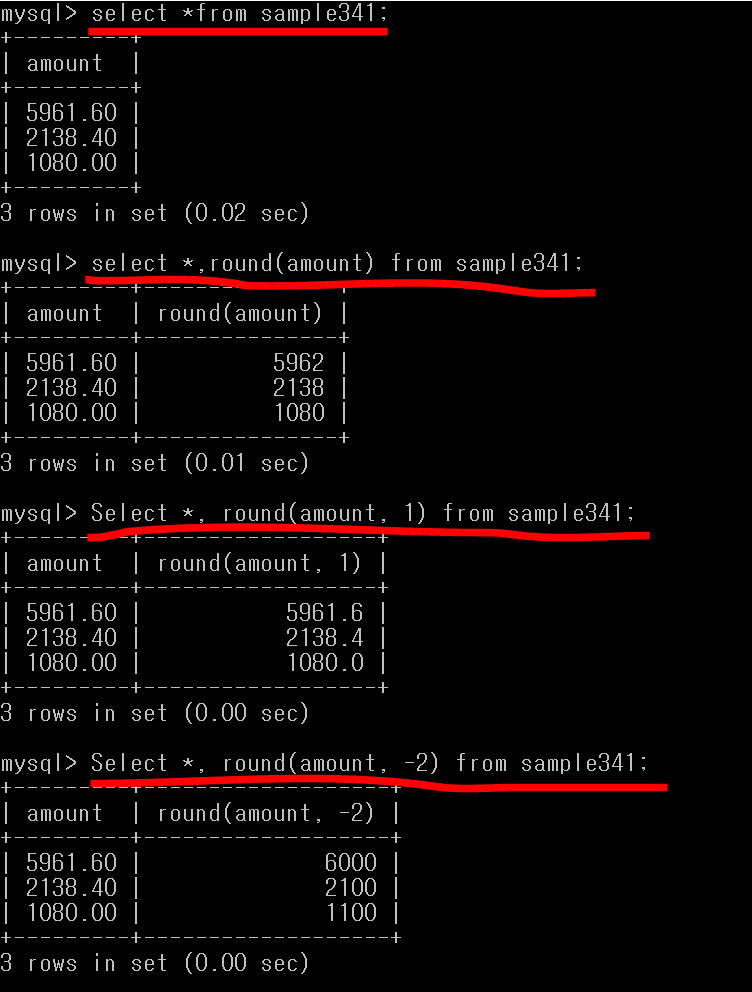 mysql> select *from sample341;
+---------+
| amount  |
+---------+
| 5961.60 |
| 2138.40 |
| 1080.00 |
+---------+
3 rows in set (0.02 sec)
mysql> select *,round(amount) from sample341;
+---------+---------------+
| amount  | round(amount) |
+---------+---------------+
| 5961.60 |          5962 |
| 2138.40 |          2138 |
| 1080.00 |          1080 |
+---------+---------------+
3 rows in set (0.01 sec)
mysql> Select *, round(amount, 1) from sample341;
+---------+------------------+
| amount  | round(amount, 1) |
+---------+------------------+
| 5961.60 |           5961.6 |
| 2138.40 |           2138.4 |
| 1080.00 |           1080.0 |
+---------+------------------+
3 rows in set (0.00 sec)
mysql> Select *, round(amount, -2) from sample341;
+---------+-------------------+
| amount  | round(amount, -2) |
+---------+-------------------+
| 5961.60 |              6000 |
| 2138.40 |              2100 |
| 1080.00 |              1100 |
+---------+-------------------+
3 rows in set (0.00 sec)